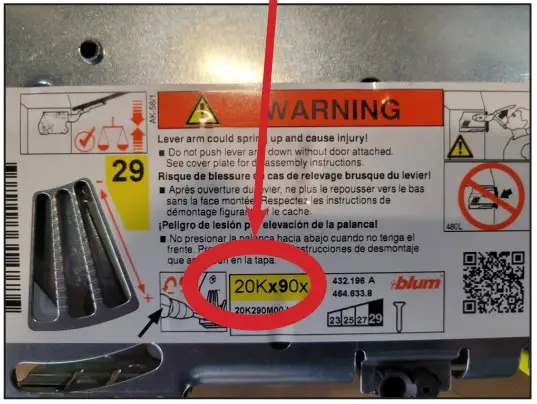 WARNING
AK-58/1
29
Lever arm could spring up and cause injury!
Do not push lever arm down without door attached.
See cover plate for disassembly instructions.
Risque de blessure en cas de relevage brusque du levier!
Après ouverture du levier, ne plus le repousser vers le bas
sans la face montée. Respectez les instructions de
démontage figurant sur le cache.
¡Peligro de lesión por elevación de la palanca!
No presionar la palanca hacia abajo cuando no tenga el
frente. instrucciones de desmontaje
que en la tapa.
480L
20Kx90x
20K290M00
432.196 A
464.633.8
blum
23 25 27 29